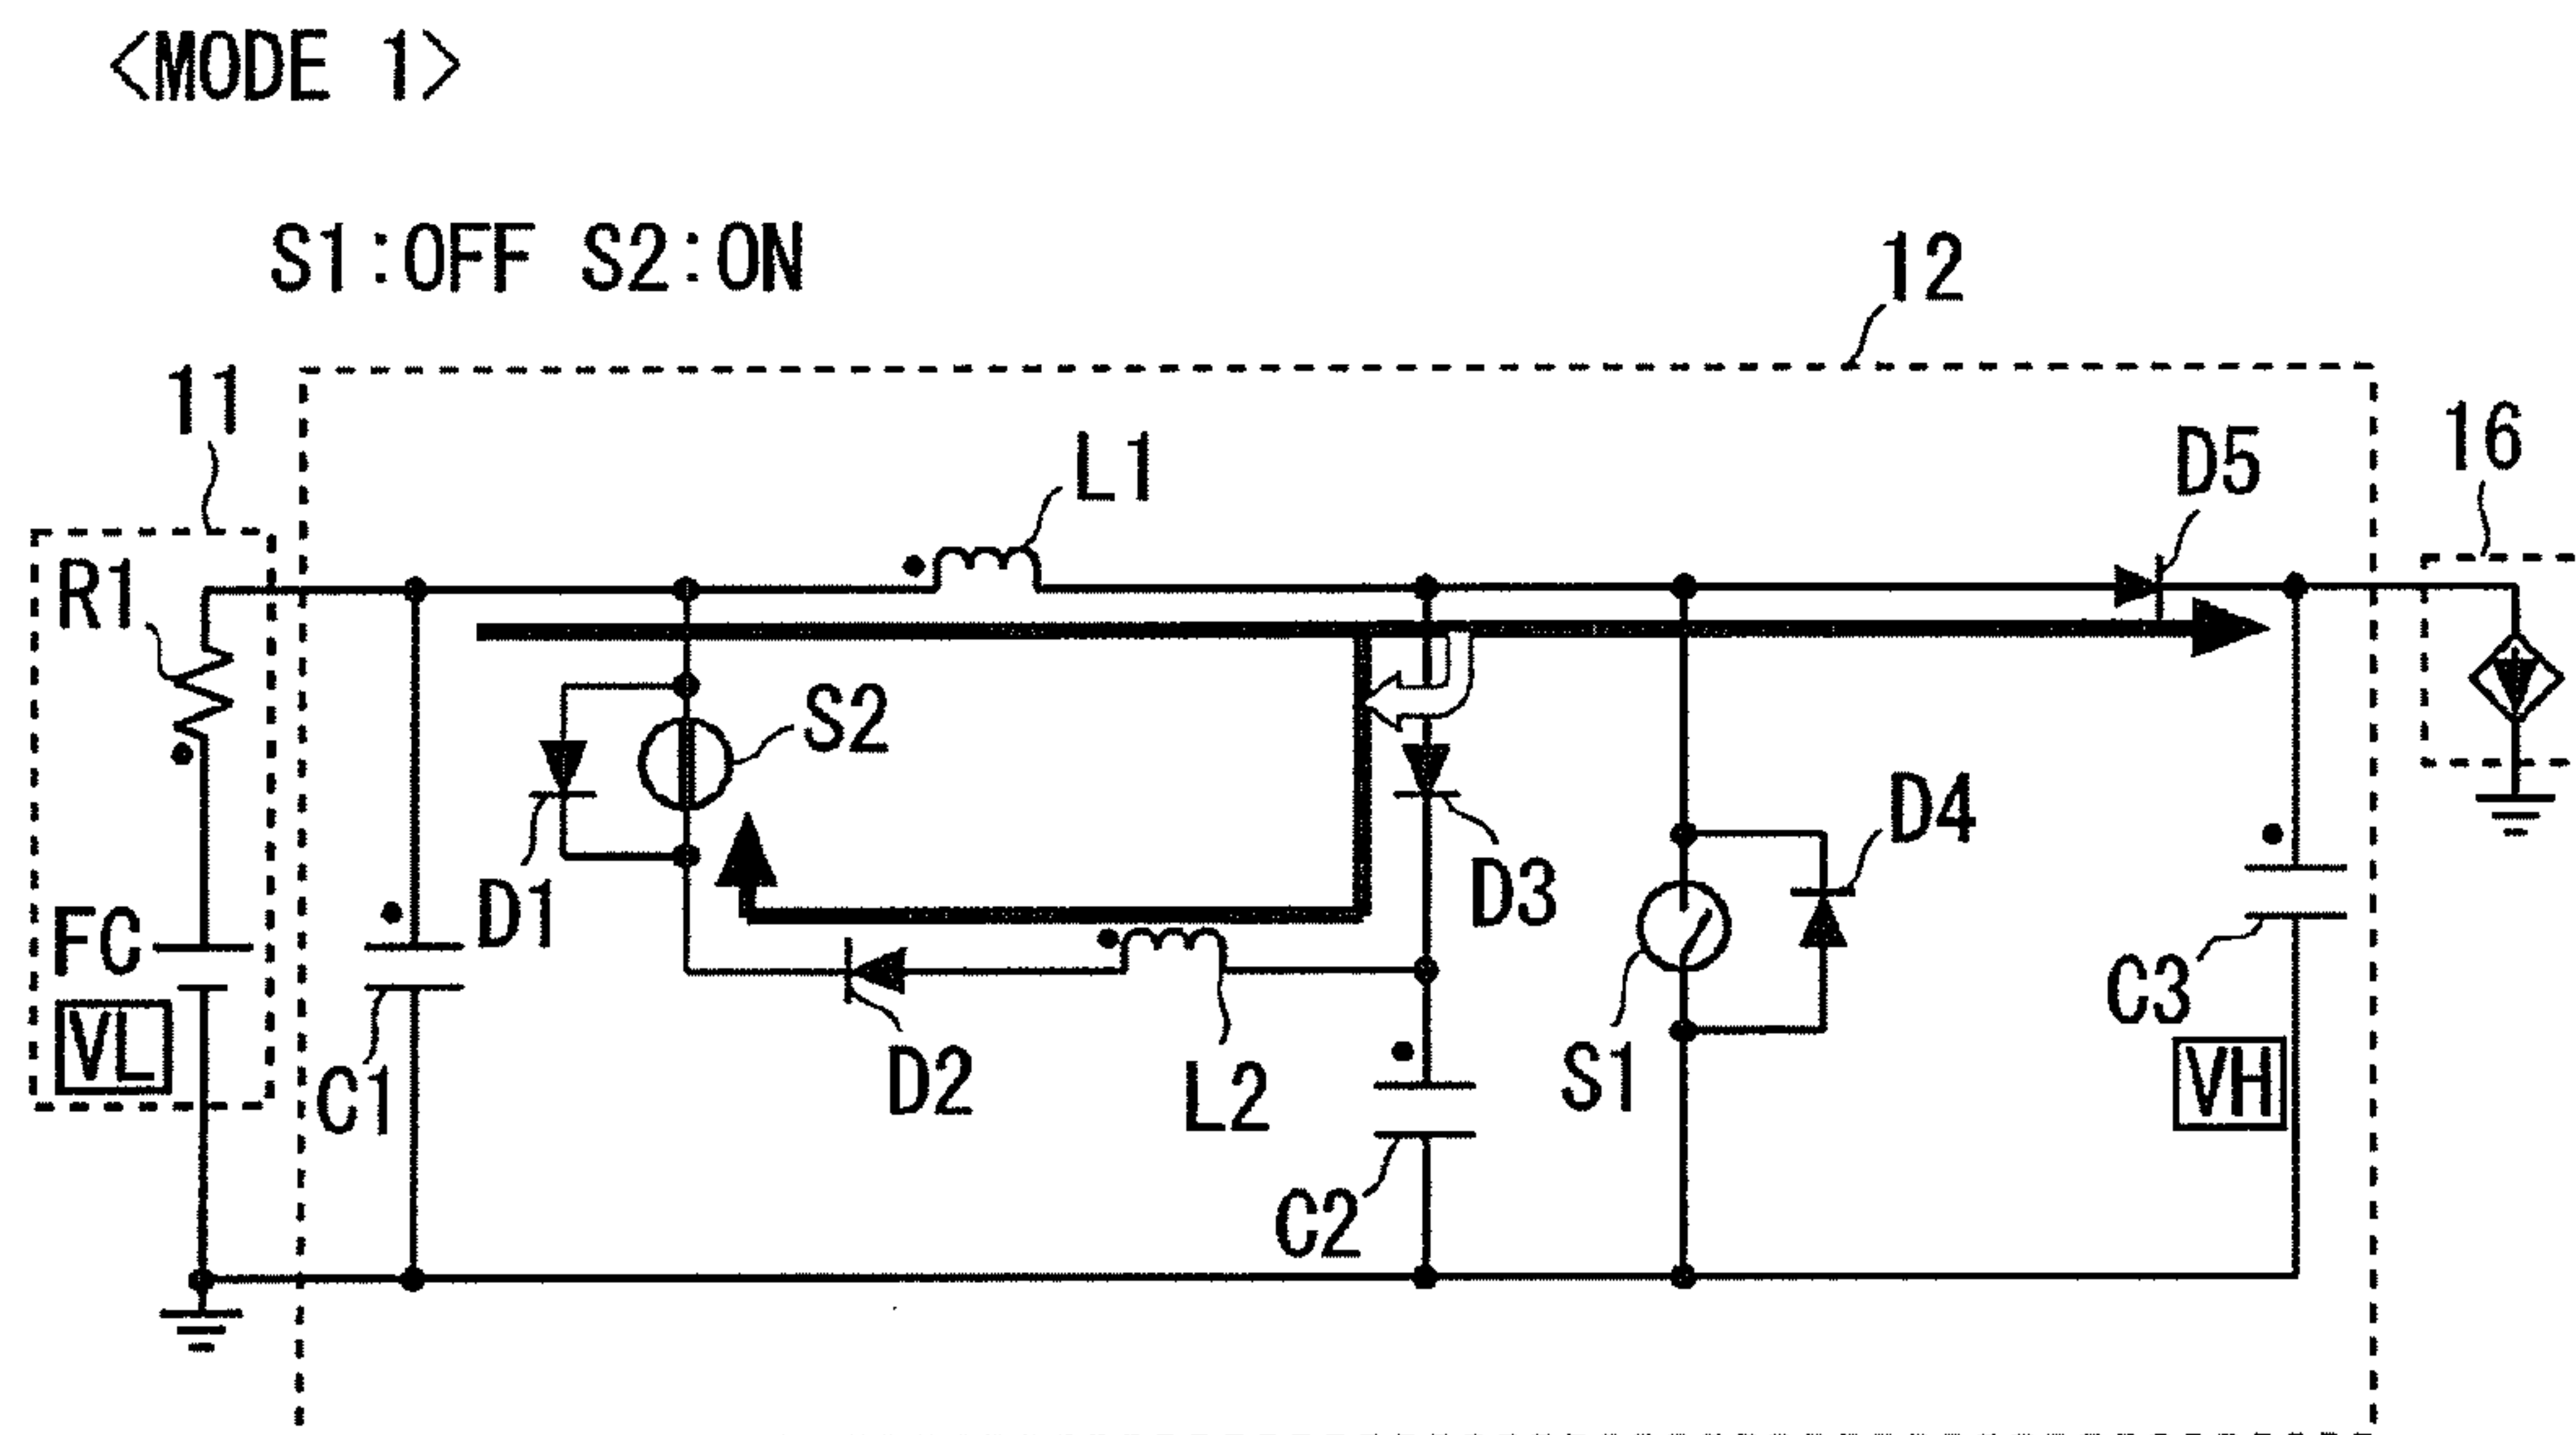 <MODE 1>
S1:OFF S2:ON
12
11
16
L1
D5
R1
S2
D4
D1
D3
FC
VL
C1
D2
L2
S1
C3
VH
C2